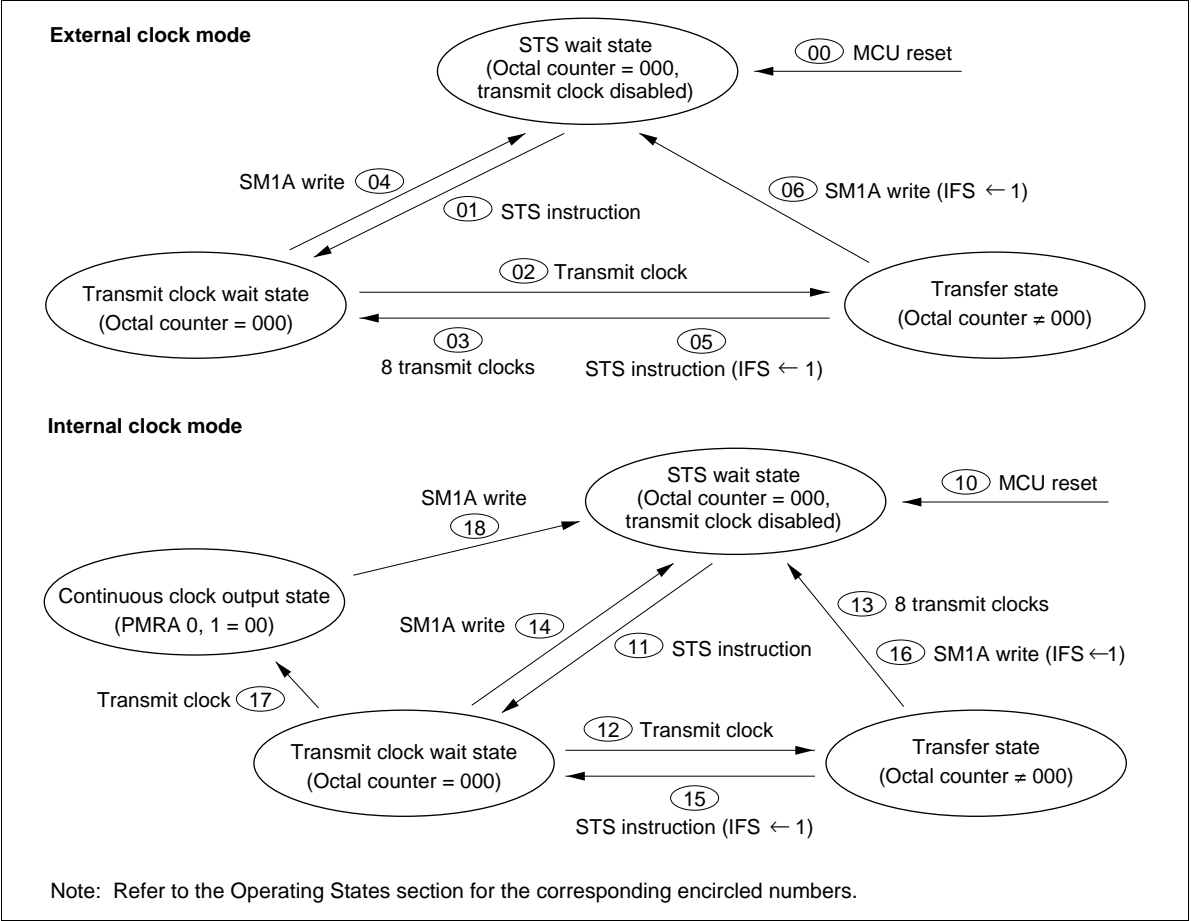 External clock mode
STS wait state
(Octal counter = 000,
transmit clock disabled)
00 MCU reset
SM1A write 04
01 STS instruction
06 SM1A write (IFS ← 1)
Transmit clock wait state
(Octal counter = 000)
02 Transmit clock
03
8 transmit clocks
05
STS instruction (IFS ← 1)
Transfer state
(Octal counter ≠ 000)
Internal clock mode
STS wait state
(Octal counter = 000,
transmit clock disabled)
10 MCU reset
SM1A write
18
Continuous clock output state
(PMRA 0, 1 = 00)
SM1A write 14
11 STS instruction
13 8 transmit clocks
16 SM1A write (IFS ←1)
Transmit clock 17
Transmit clock wait state
(Octal counter = 000)
12 Transmit clock
15
STS instruction (IFS ← 1)
Transfer state
(Octal counter ≠ 000)
Note: Refer to the Operating States section for the corresponding encircled numbers.